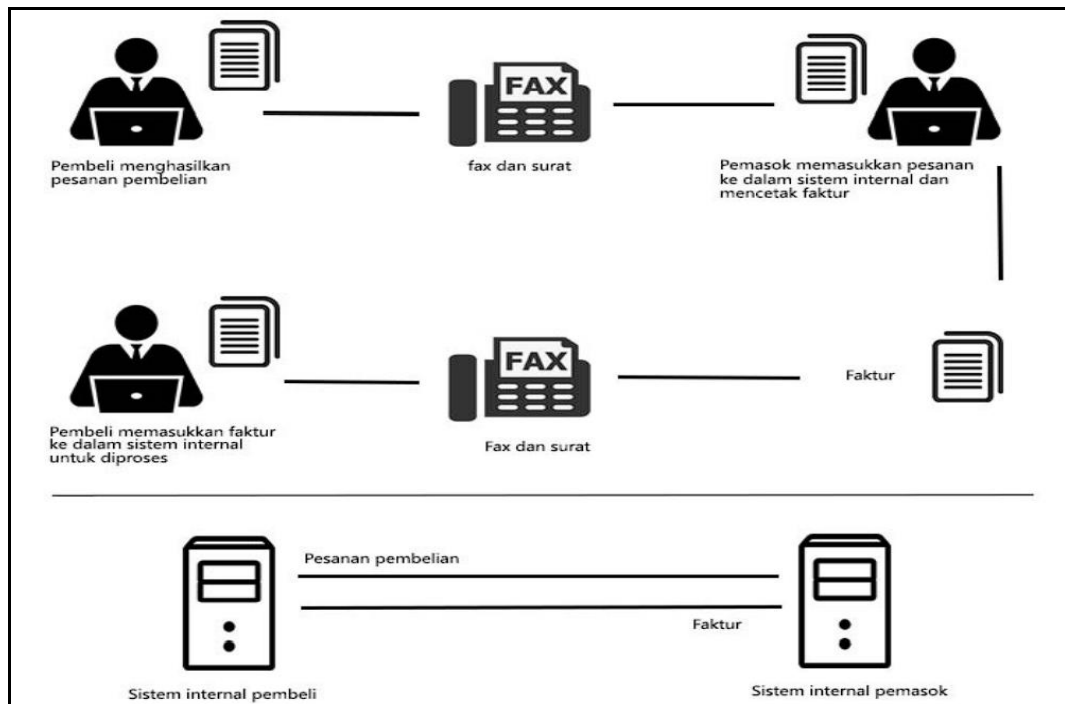 FAX
Pembeli menghasilkan
pesanan pembelian
fax dan surat
Pemasok memasukkan pesanan
ke dalam sistem internal dan
mencetak faktur
FAX
Faktur
Pembeli memasukkan faktur
ke dalam sistem internal
untuk diproses
Fax dan surat
Pesanan pembelian
Faktur
Sistem internal pembeli
Sistem internal pemasok